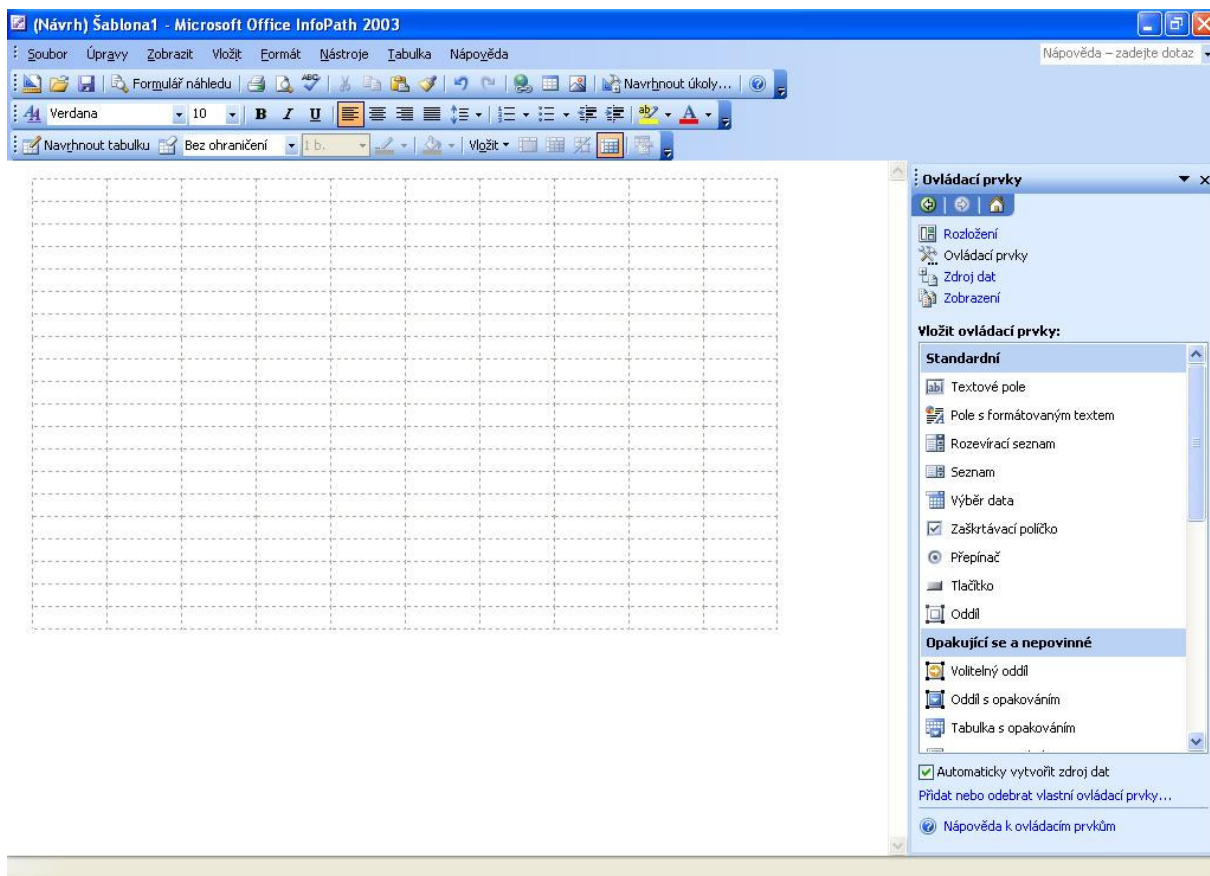 (Návrh) Šablona1 - Microsoft Office InfoPath 2003
Soubor Úpravy Zobrazit Vložit Formát Nástroje Tabulka Nápověda Nápověda – zadejte dotaz
Formulář náhledu Navrhnout úkoly...
Verdana 10 B I U A
Navrhnout tabulku Bez ohraničení 1 b. Vložit
Ovládací prvky
Rozložení
Ovládací prvky
Zdroj dat
Zobrazení
Vložit ovládací prvky:
Standardní
Textové pole
Pole s formátovaným textem
Rozevírací seznam
Seznam
Výběr data
Zaškrtávací políčko
Přepínač
Tlačítko
Oddíl
Opakující se a nepovinné
Volitelný oddíl
Oddíl s opakováním
Tabulka s opakováním
Automaticky vytvořit zdroj dat
Přidat nebo odebrat vlastní ovládací prvky...
Nápověda k ovládacím prvkům